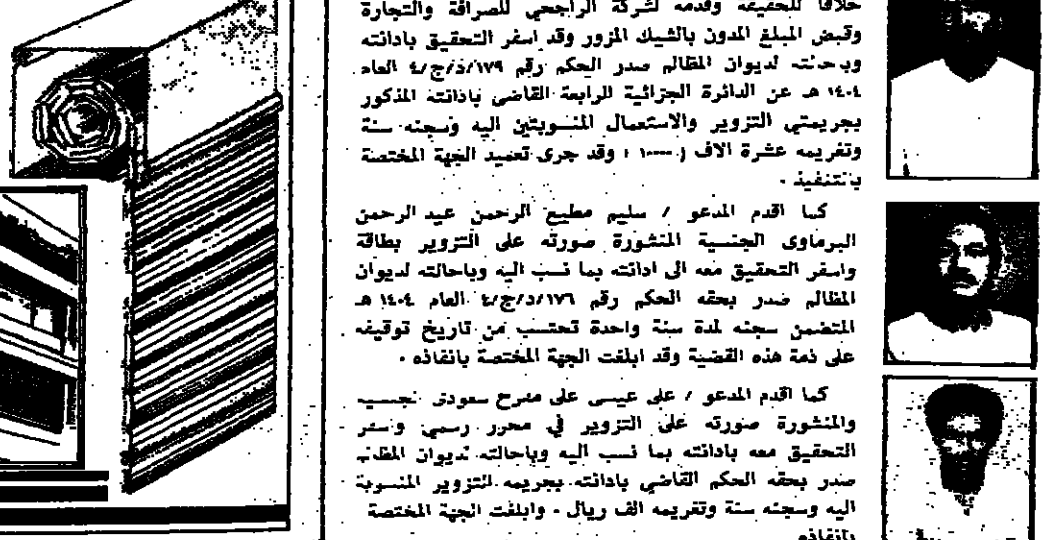 خلافا للحقيقة وقدمه لشركة الراجحي للصرافة والتجارة
وقبض المبلغ المدون بالشيك المزور وقد اسفر التحقيق بادانته
وباحالته لديوان المظالم صدر الحكم رقم ١٧٩/د/ج/٤ العام
١٤٠٤ هـ عن الدائرة الجزائية الرابعة القاضي بادانته المذكور
بجريمتي التزوير والاستعمال المنسوبتين اليه وسجنه سنة
وتغريمه عشرة الاف وقد جرى تعميد الجهة المختصة
بالتنفيذ .
كما اقدم المدعو / سليم مطيع الرحمن عبد الرحمن
البرماوى الجنسية المنشورة صورته على التزوير بطاقة
واسفر التحقيق معه الى ادانته بما نسب اليه وباحالته لديوان
المظالم صدر بحقه الحكم رقم ١٧٦/د/ج/٤ العام ١٤٠٤ هـ
المتضمن سجنه لمدة سنة واحدة تحتسب من تاريخ توقيفه
على ذمة هذه القضية وقد ابلغت الجهة المختصة بانفاذه .
كما اقدم المدعو / على عيسى على مفرح سعودى الجنسية
والمنشورة صورته على التزوير في محرر رسمي واسفر
التحقيق معه بادانته بما نسب اليه وباحالته لديوان المظالم
صدر بحقه الحكم القاضي بادانته بجريمة التزوير المنسوبة
اليه وسجنه سنة وتغريمه الف ريال . وابلغت الجهة المختصة
بانفاذه